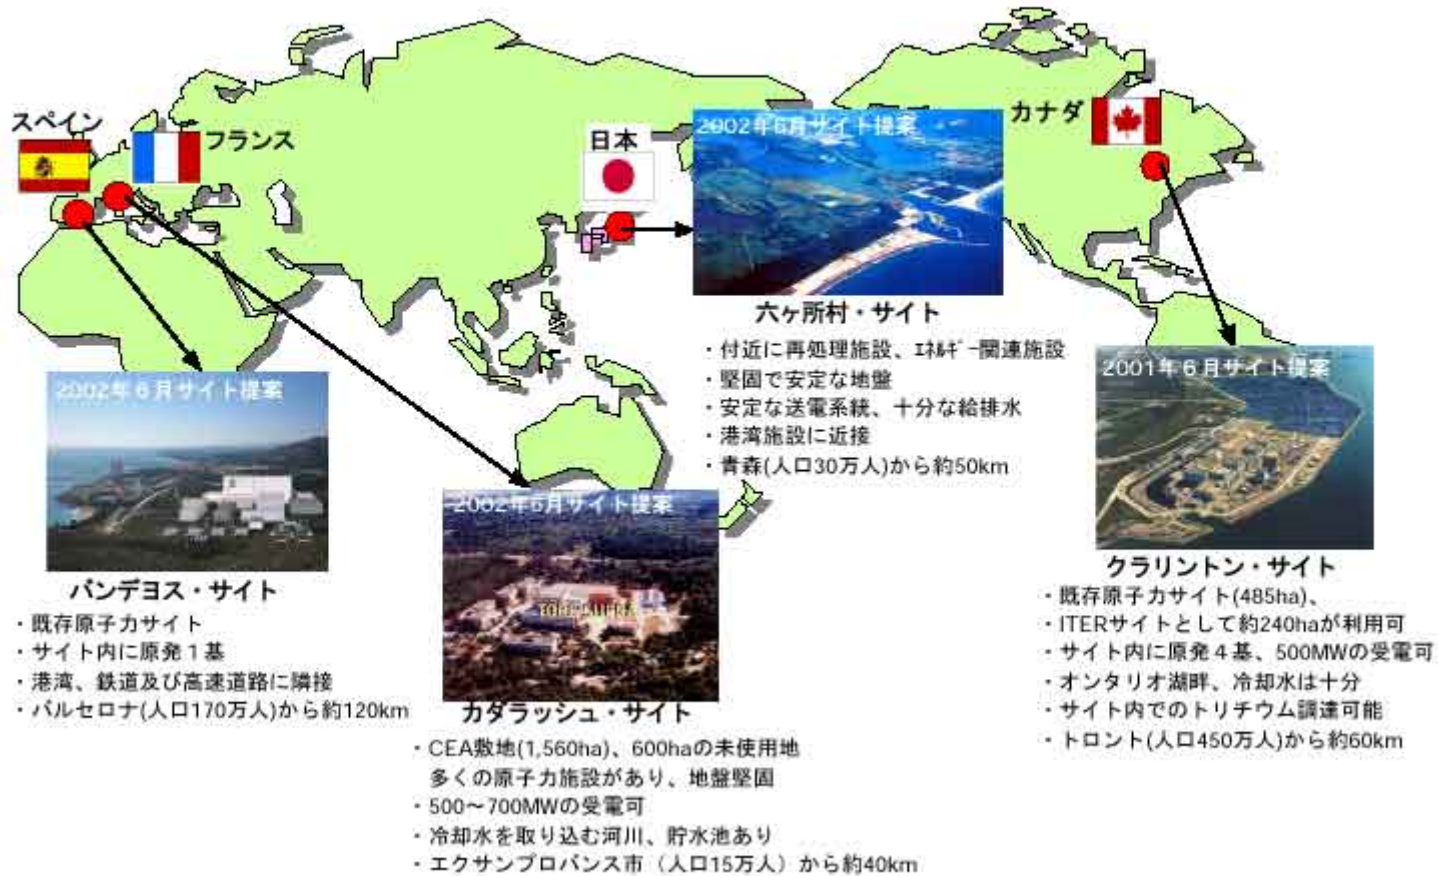 スペイン
フランス
日本
カナダ
2002年6月サイト提案
六ヶ所村・サイト
・付近に再処理施設、ｴﾈﾙｷﾞｰ関連施設
・堅固で安定な地盤
・安定な送電系統、十分な給排水
・港湾施設に近接
・青森(人口30万人)から約50km
2001年6月サイト提案
クラリントン・サイト
・既存原子力サイト(485ha)、
・ITERサイトとして約240haが利用可
・サイト内に原発4基、500MWの受電可
・オンタリオ湖畔、冷却水は十分
・サイト内でのトリチウム調達可能
・トロント(人口450万人)から約60km
2002年6月サイト提案
バンデヨス・サイト
・既存原子力サイト
・サイト内に原発1基
・港湾、鉄道及び高速道路に隣接
・バルセロナ(人口170万人)から約120km
2002年6月サイト提案
カダラッシュ・サイト
・CEA敷地(1,560ha)、600haの未使用地
多くの原子力施設があり、地盤堅固
・500～700MWの受電可
・冷却水を取り込む河川、貯水池あり
・エクサンプロバンス市（人口15万人）から約40km